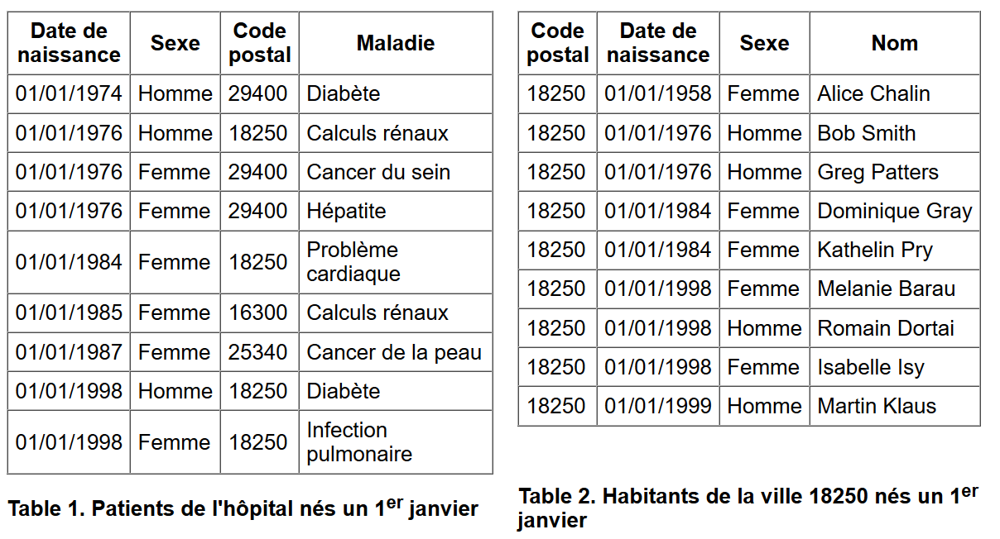 Date de naissance Sexe Code postal Maladie
01/01/1974 Homme 29400 Diabète
01/01/1976 Homme 18250 Calculs rénaux
01/01/1976 Femme 29400 Cancer du sein
01/01/1976 Femme 29400 Hépatite
01/01/1984 Femme 18250 Problème cardiaque
01/01/1985 Femme 16300 Calculs rénaux
01/01/1987 Femme 25340 Cancer de la peau
01/01/1998 Homme 18250 Diabète
01/01/1998 Femme 18250 Infection pulmonaire
Table 1. Patients de l'hôpital nés un 1er janvier
Code postal Date de naissance Sexe Nom
18250 01/01/1958 Femme Alice Chalin
18250 01/01/1976 Homme Bob Smith
18250 01/01/1976 Homme Greg Patters
18250 01/01/1984 Femme Dominique Gray
18250 01/01/1984 Femme Kathelin Pry
18250 01/01/1998 Femme Melanie Barau
18250 01/01/1998 Homme Romain Dortai
18250 01/01/1998 Femme Isabelle Isy
18250 01/01/1999 Homme Martin Klaus
Table 2. Habitants de la ville 18250 nés un 1er
janvier